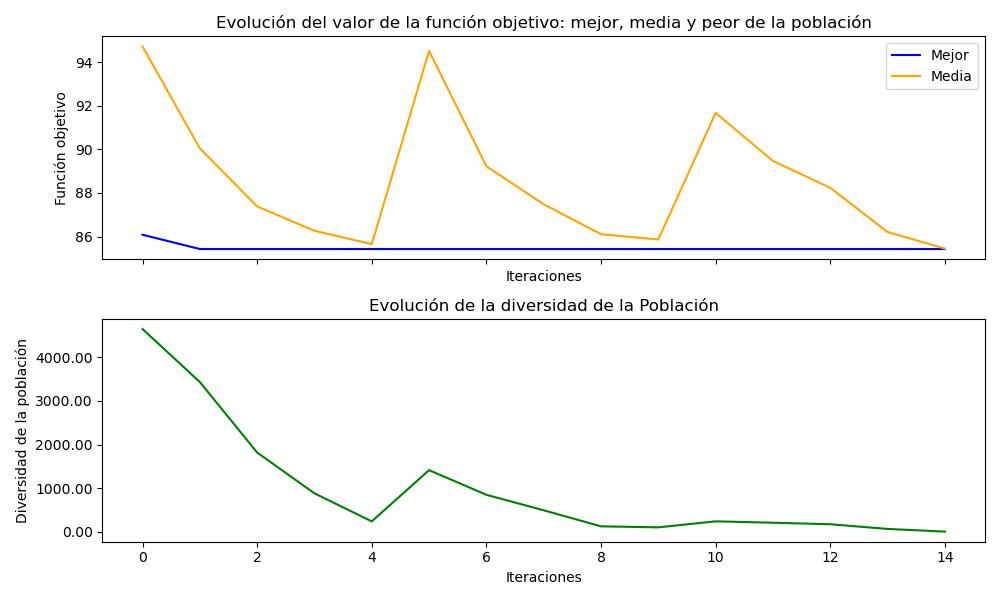 Evolución del valor de la función objetivo: mejor, media y peor de la población
Mejor
Media
94
92
90
88
86
Función objetivo
Iteraciones
Evolución de la diversidad de la Población
4000.00
3000.00
2000.00
1000.00
0.00
Diversidad de la población
0 2 4 6 8 10 12 14
Iteraciones